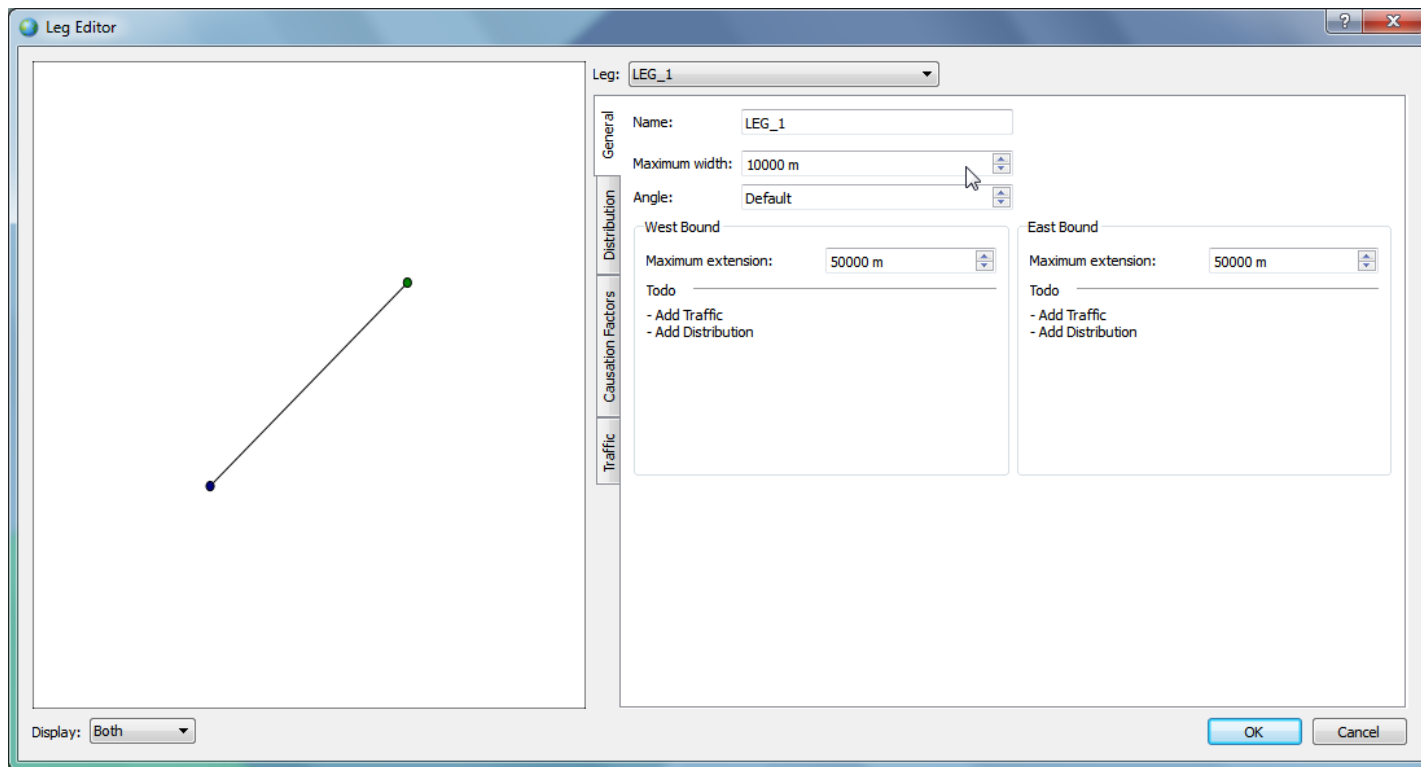 Leg Editor
?
Leg: LEG_1
General
Distribution
Causation Factors
Traffic
Name: LEG_1
Maximum width: 10000 m
Angle: Default
West Bound
Maximum extension: 50000 m
Todo
- Add Traffic
- Add Distribution
East Bound
Maximum extension: 50000 m
Todo
- Add Traffic
- Add Distribution
Display: Both
OK
Cancel